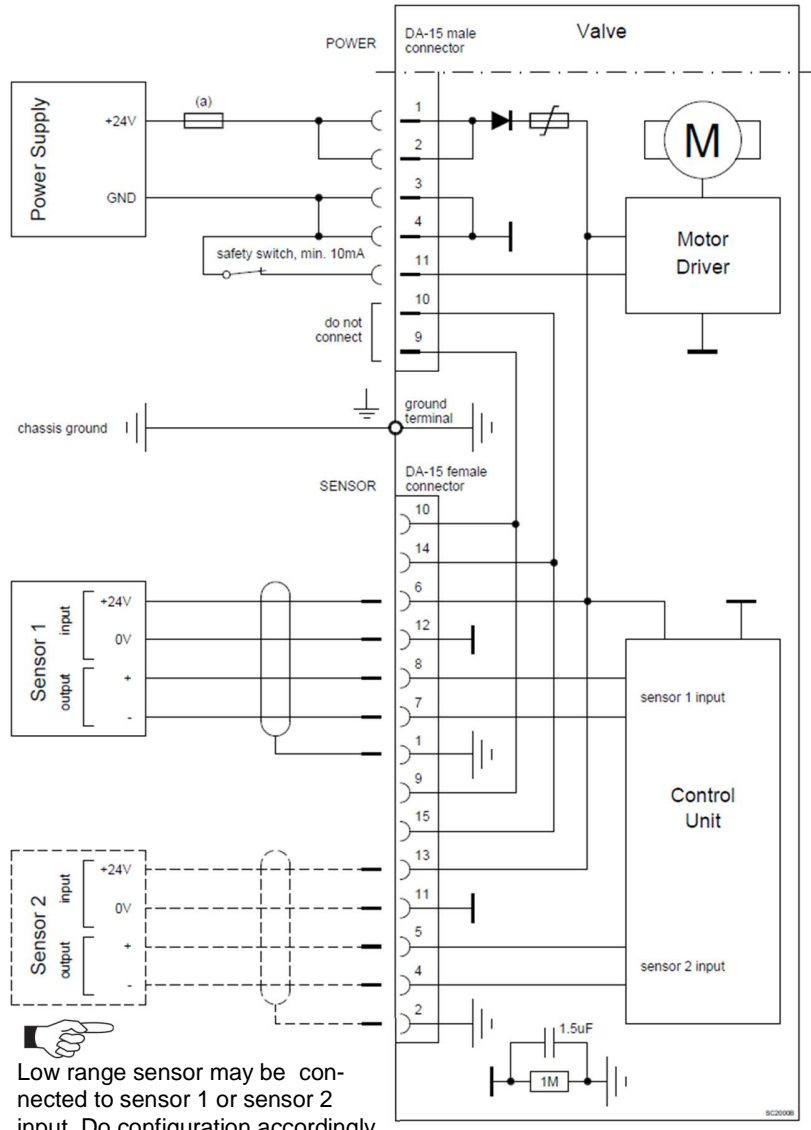 POWER
DA-15 male
connector
Valve
Power Supply
+24V
(a)
GND
safety switch, min. 10mA
do not
connect
1
2
3
4
11
10
9
M
Motor
Driver
chassis ground
ground
terminal
SENSOR
DA-15 female
connector
10
14
6
12
8
7
1
9
15
13
11
5
4
2
Sensor 1
input
output
+24V
0V
+
-
sensor 1 input
Control
Unit
Sensor 2
input
output
+24V
0V
+
-
sensor 2 input
1.5uF
1M
Low range sensor may be con-
nected to sensor 1 or sensor 2
input. Do configuration accordingly
SC2000B